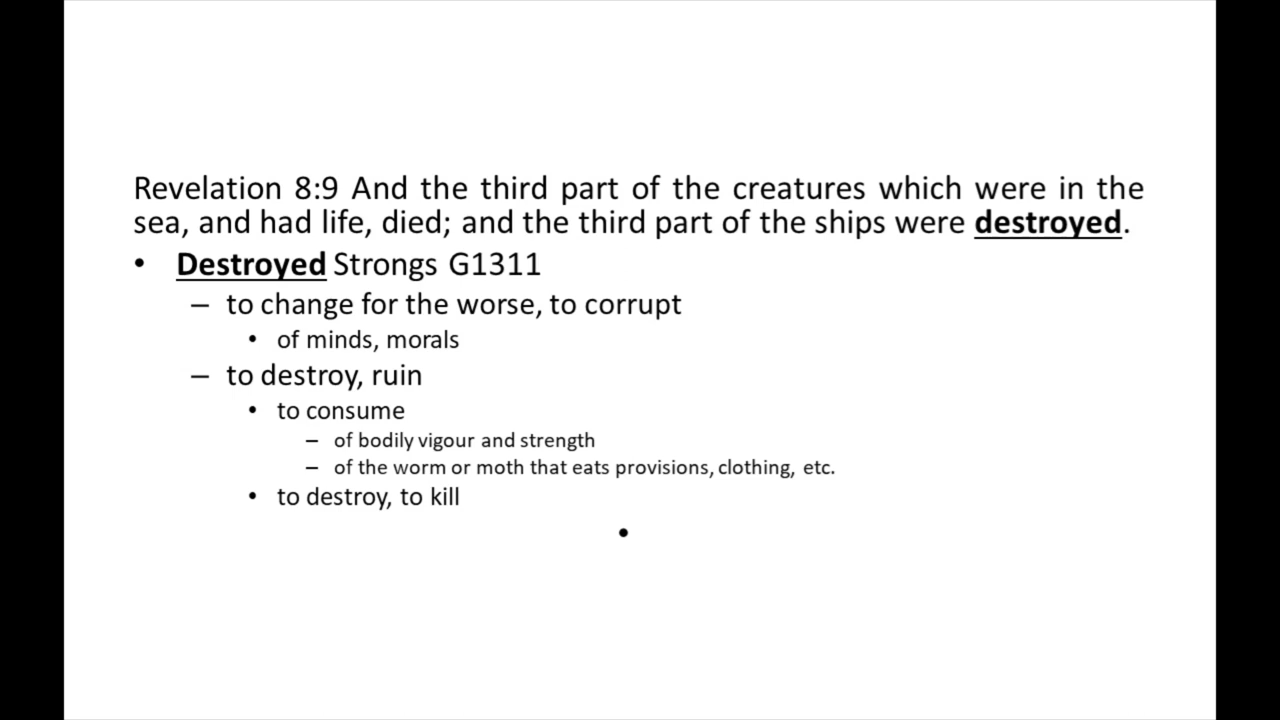 Revelation 8:9 And the third part of the creatures which were in the
sea, and had life, died; and the third part of the ships were destroyed.
• Destroyed Strongs G1311
– to change for the worse, to corrupt
• of minds, morals
– to destroy, ruin
• to consume
– of bodily vigour and strength
– of the worm or moth that eats provisions, clothing, etc.
• to destroy, to kill
•